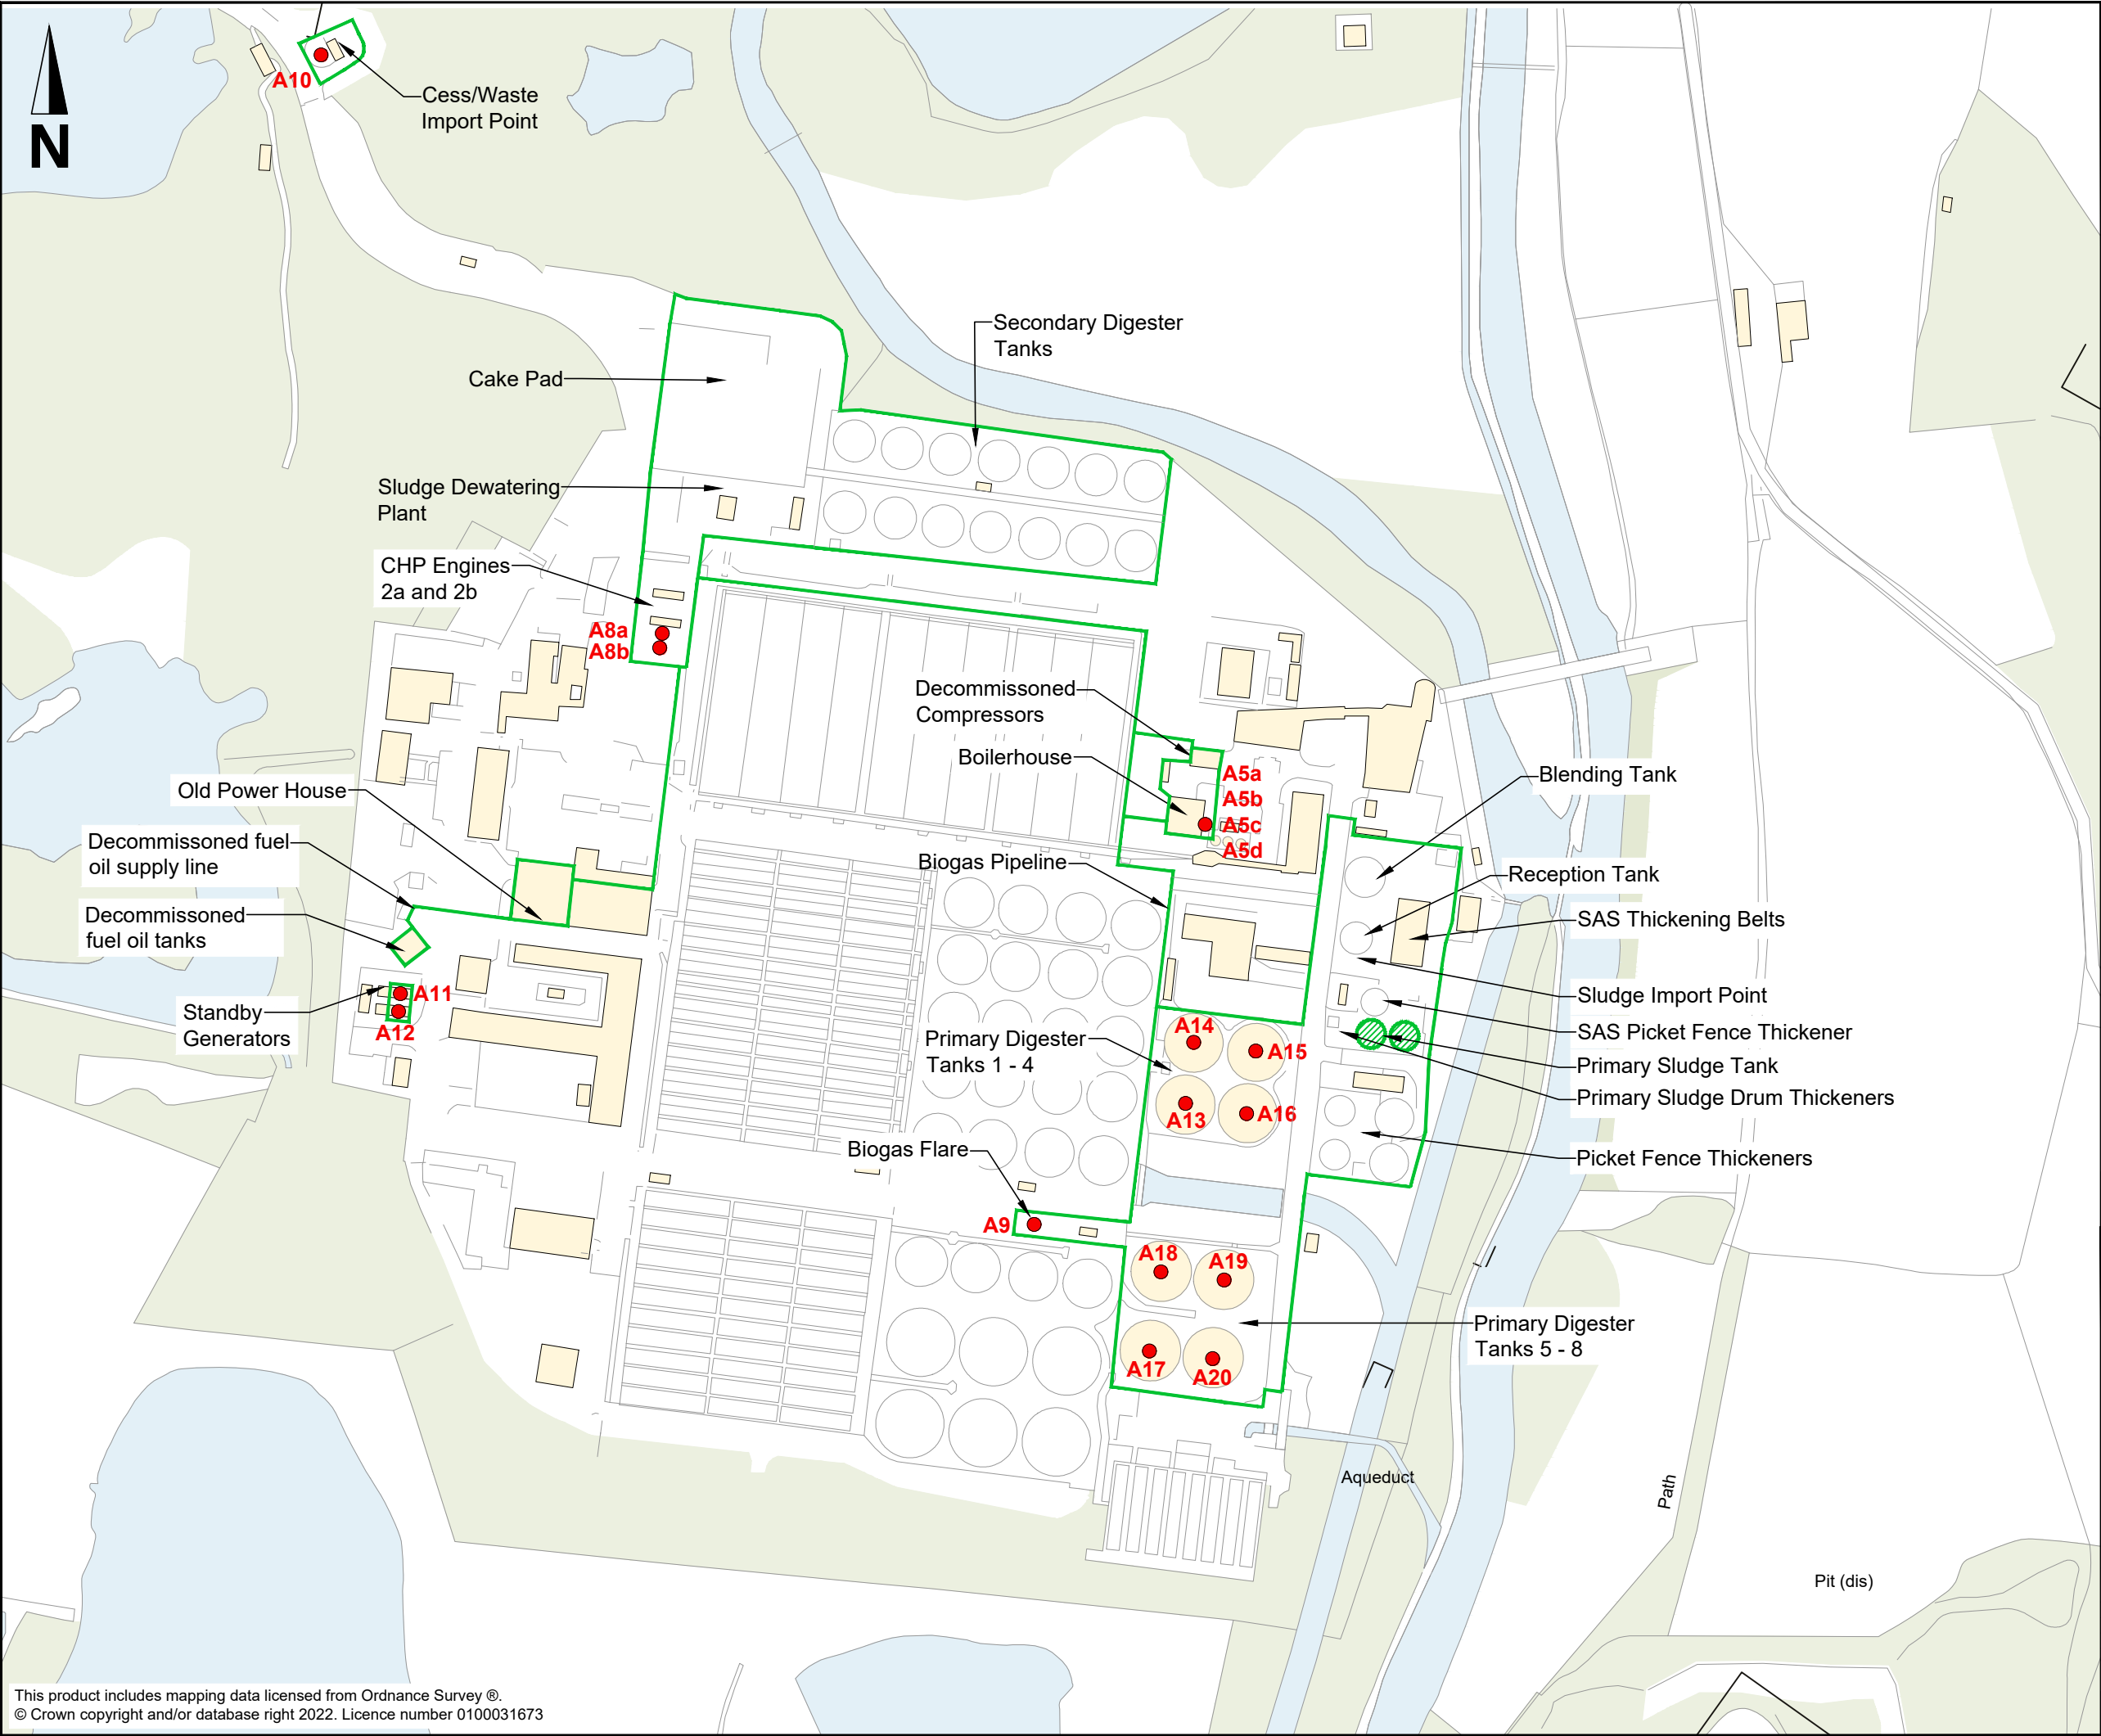 N
A10
Cess/Waste
Import Point
Secondary Digester
Tanks
Cake Pad
Sludge Dewatering
Plant
CHP Engines
2a and 2b
A8a
A8b
Decommissoned
Compressors
Boilerhouse
A5a
A5b
A5c
A5d
Blending Tank
Old Power House
Decommissoned fuel
oil supply line
Biogas Pipeline
Reception Tank
Decommissoned
fuel oil tanks
SAS Thickening Belts
A11
Standby
Generators
A12
Sludge Import Point
SAS Picket Fence Thickener
Primary Digester
Tanks 1 - 4
A14
A15
Primary Sludge Tank
Primary Sludge Drum Thickeners
A13
A16
Biogas Flare
Picket Fence Thickeners
A9
A18
A19
Primary Digester
Tanks 5 - 8
A17
A20
Aqueduct
Path
Pit (dis)
This product includes mapping data licensed from Ordnance Survey ®.
© Crown copyright and/or database right 2022. Licence number 0100031673